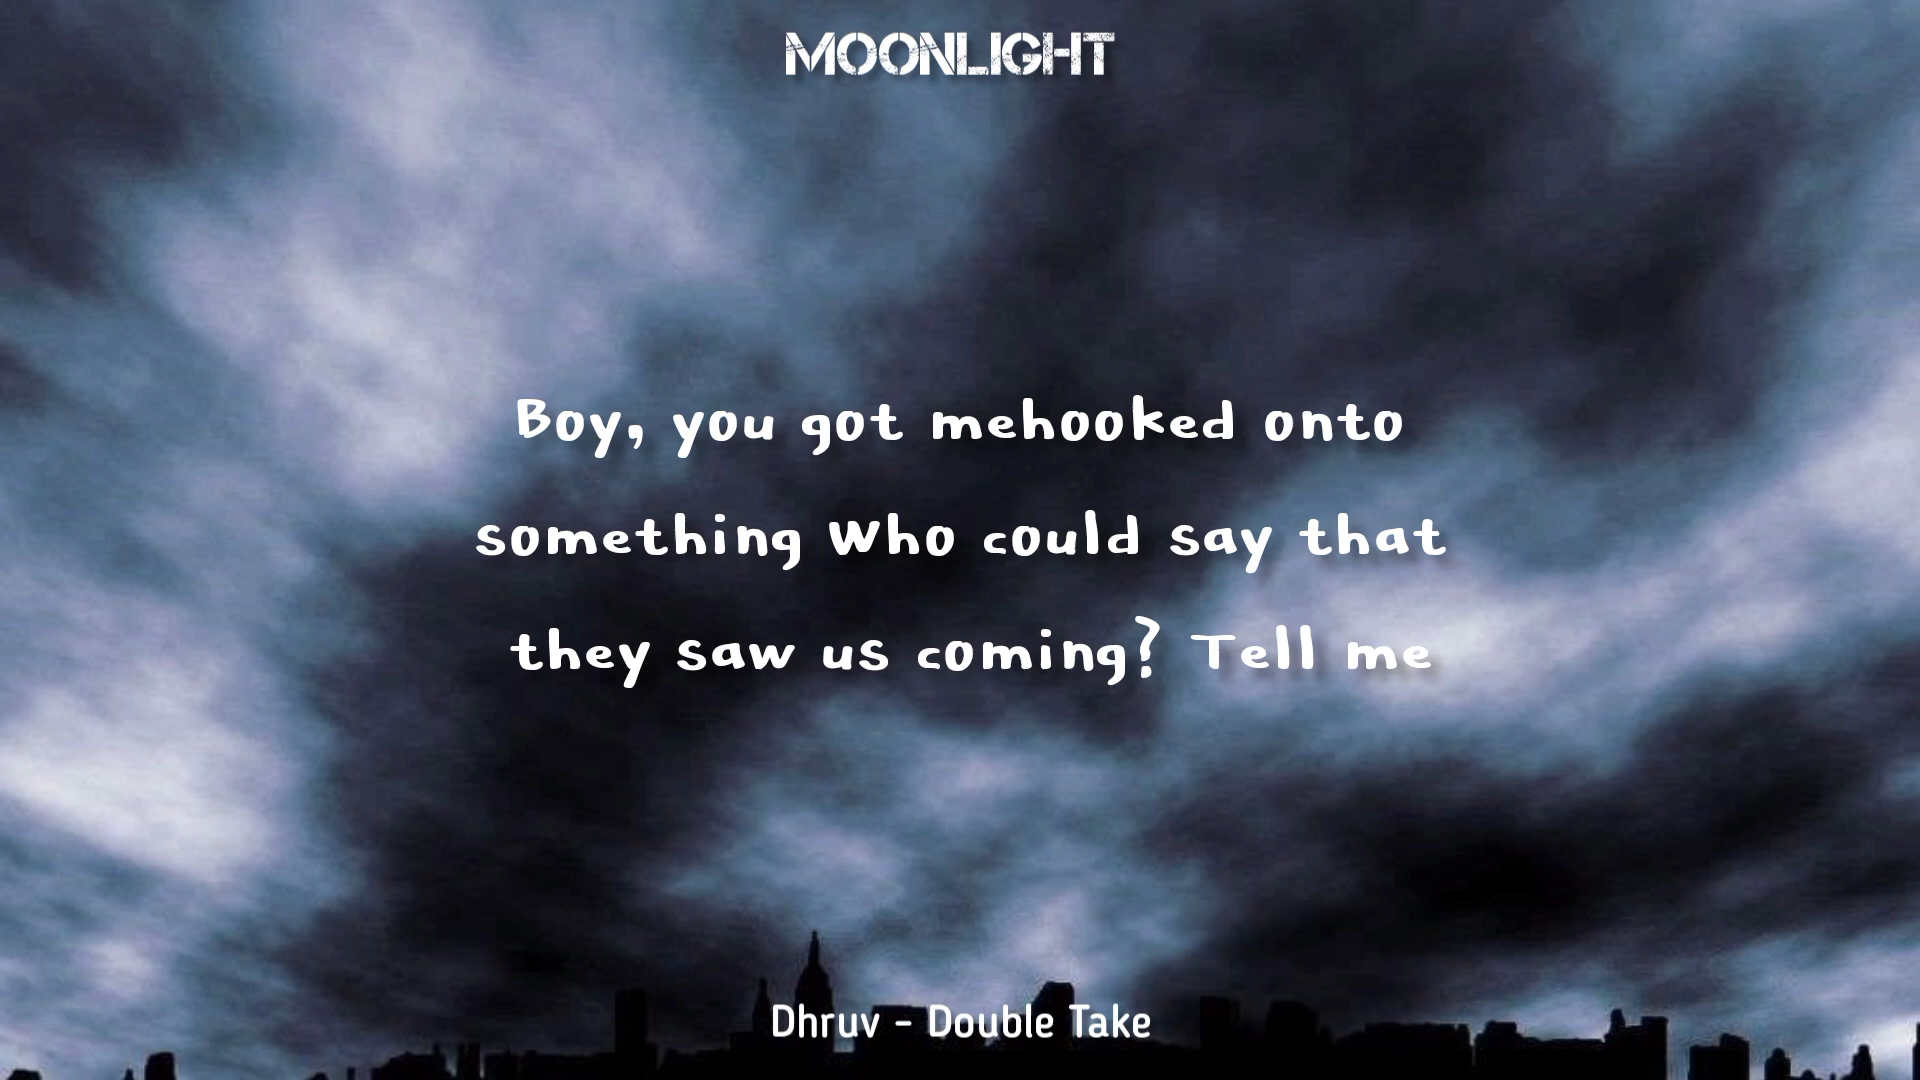 MOONLIGHT
Boy, you got mehooked onto
something Who could say that
they saw us coming? Tell me
Dhruv - Double Take